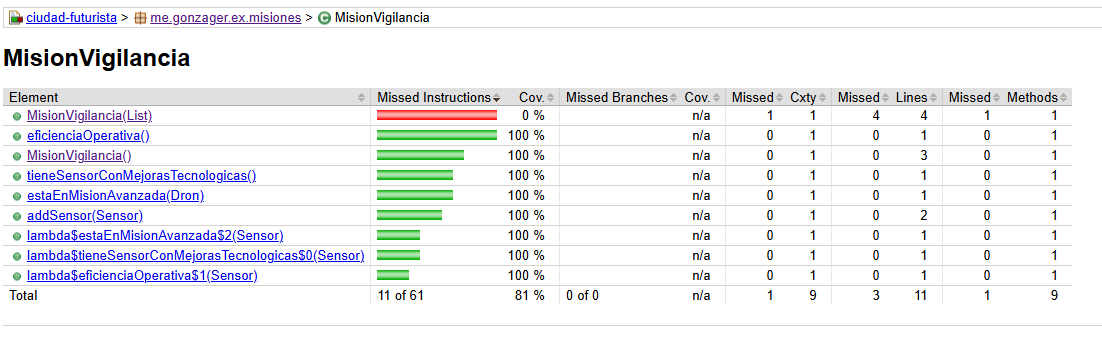 ciudad-futurista > me.gonzager.ex.misiones > MisionVigilancia
MisionVigilancia
Element Missed Instructions Cov. Missed Branches Cov. Missed Cxty Missed Lines Missed Methods
MisionVigilancia(List) 0 % n/a 1 1 4 4 1 1
eficienciaOperativa() 100 % n/a 0 1 0 1 0 1
MisionVigilancia() 100 % n/a 0 1 0 3 0 1
tieneSensorConMejorasTecnologicas() 100 % n/a 0 1 0 1 0 1
estaEnMisionAvanzada(Dron) 100 % n/a 0 1 0 1 0 1
addSensor(Sensor) 100 % n/a 0 1 0 2 0 1
lambda$estaEnMisionAvanzada$2(Sensor) 100 % n/a 0 1 0 1 0 1
lambda$tieneSensorConMejorasTecnologicas$0(Sensor) 100 % n/a 0 1 0 1 0 1
lambda$eficienciaOperativa$1(Sensor) 100 % n/a 0 1 0 1 0 1
Total 11 of 61 81 % 0 of 0 n/a 1 9 3 11 1 9